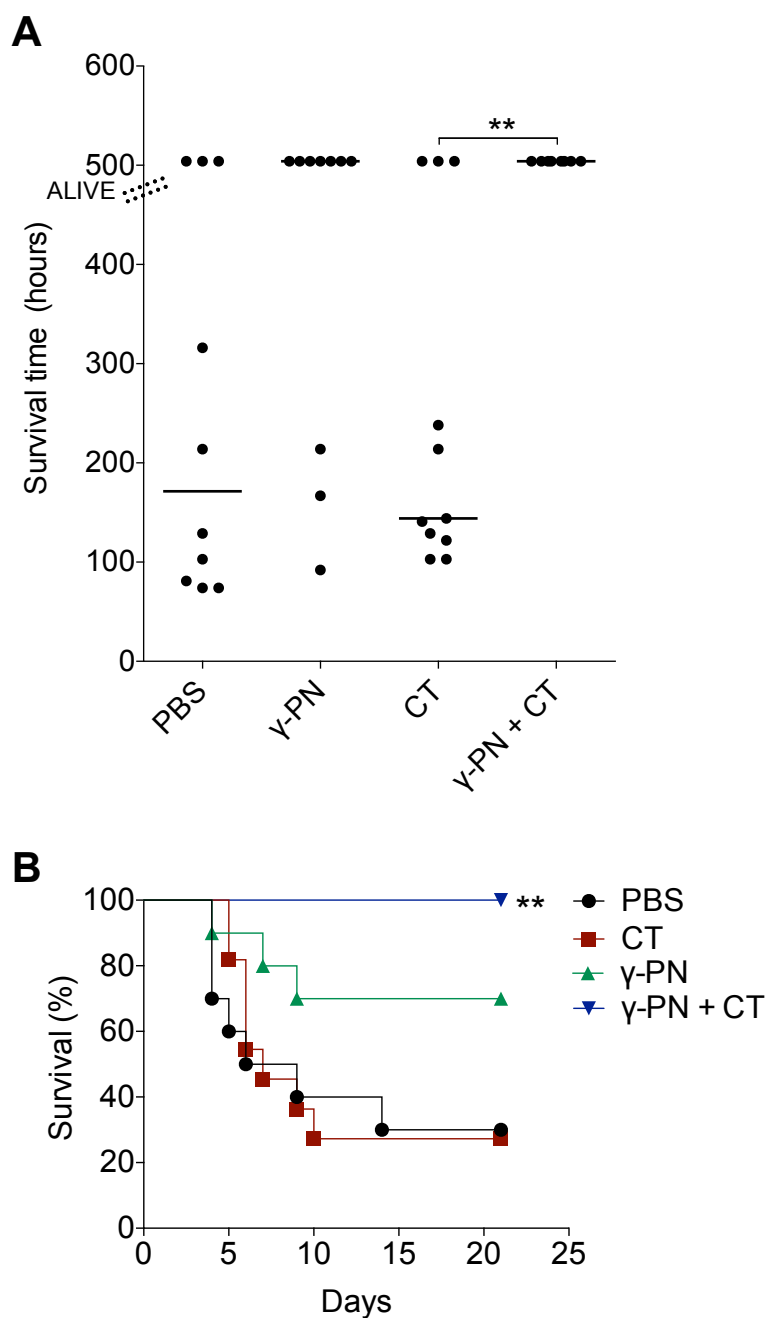 A
Survival time (hours)
600
500
400
300
200
100
0
ALIVE
**
PBS
γ-PN
CT
γ-PN + CT
B
Survival (%)
100
80
60
40
20
0
**
PBS
CT
γ-PN
γ-PN + CT
0 5 10 15 20 25
Days